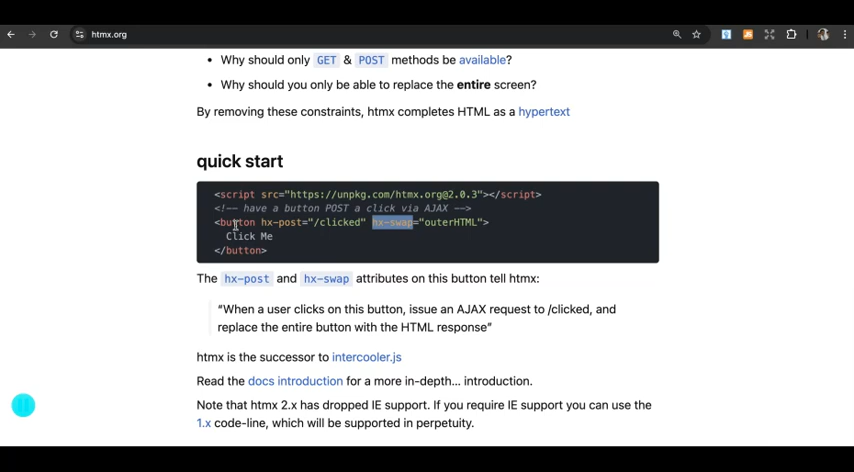 htmx.org
• Why should only GET & POST methods be available?
• Why should you only be able to replace the entire screen?
By removing these constraints, htmx completes HTML as a hypertext
quick start
<script src="https://unpkg.com/htmx.org@2.0.3"></script>
<!-- have a button POST a click via AJAX -->
<button hx-post="/clicked" hx-swap="outerHTML">
Click Me
</button>
The hx-post and hx-swap attributes on this button tell htmx:
“When a user clicks on this button, issue an AJAX request to /clicked, and
replace the entire button with the HTML response”
htmx is the successor to intercooler.js
Read the docs introduction for a more in-depth… introduction.
Note that htmx 2.x has dropped IE support. If you require IE support you can use the
1.x code-line, which will be supported in perpetuity.